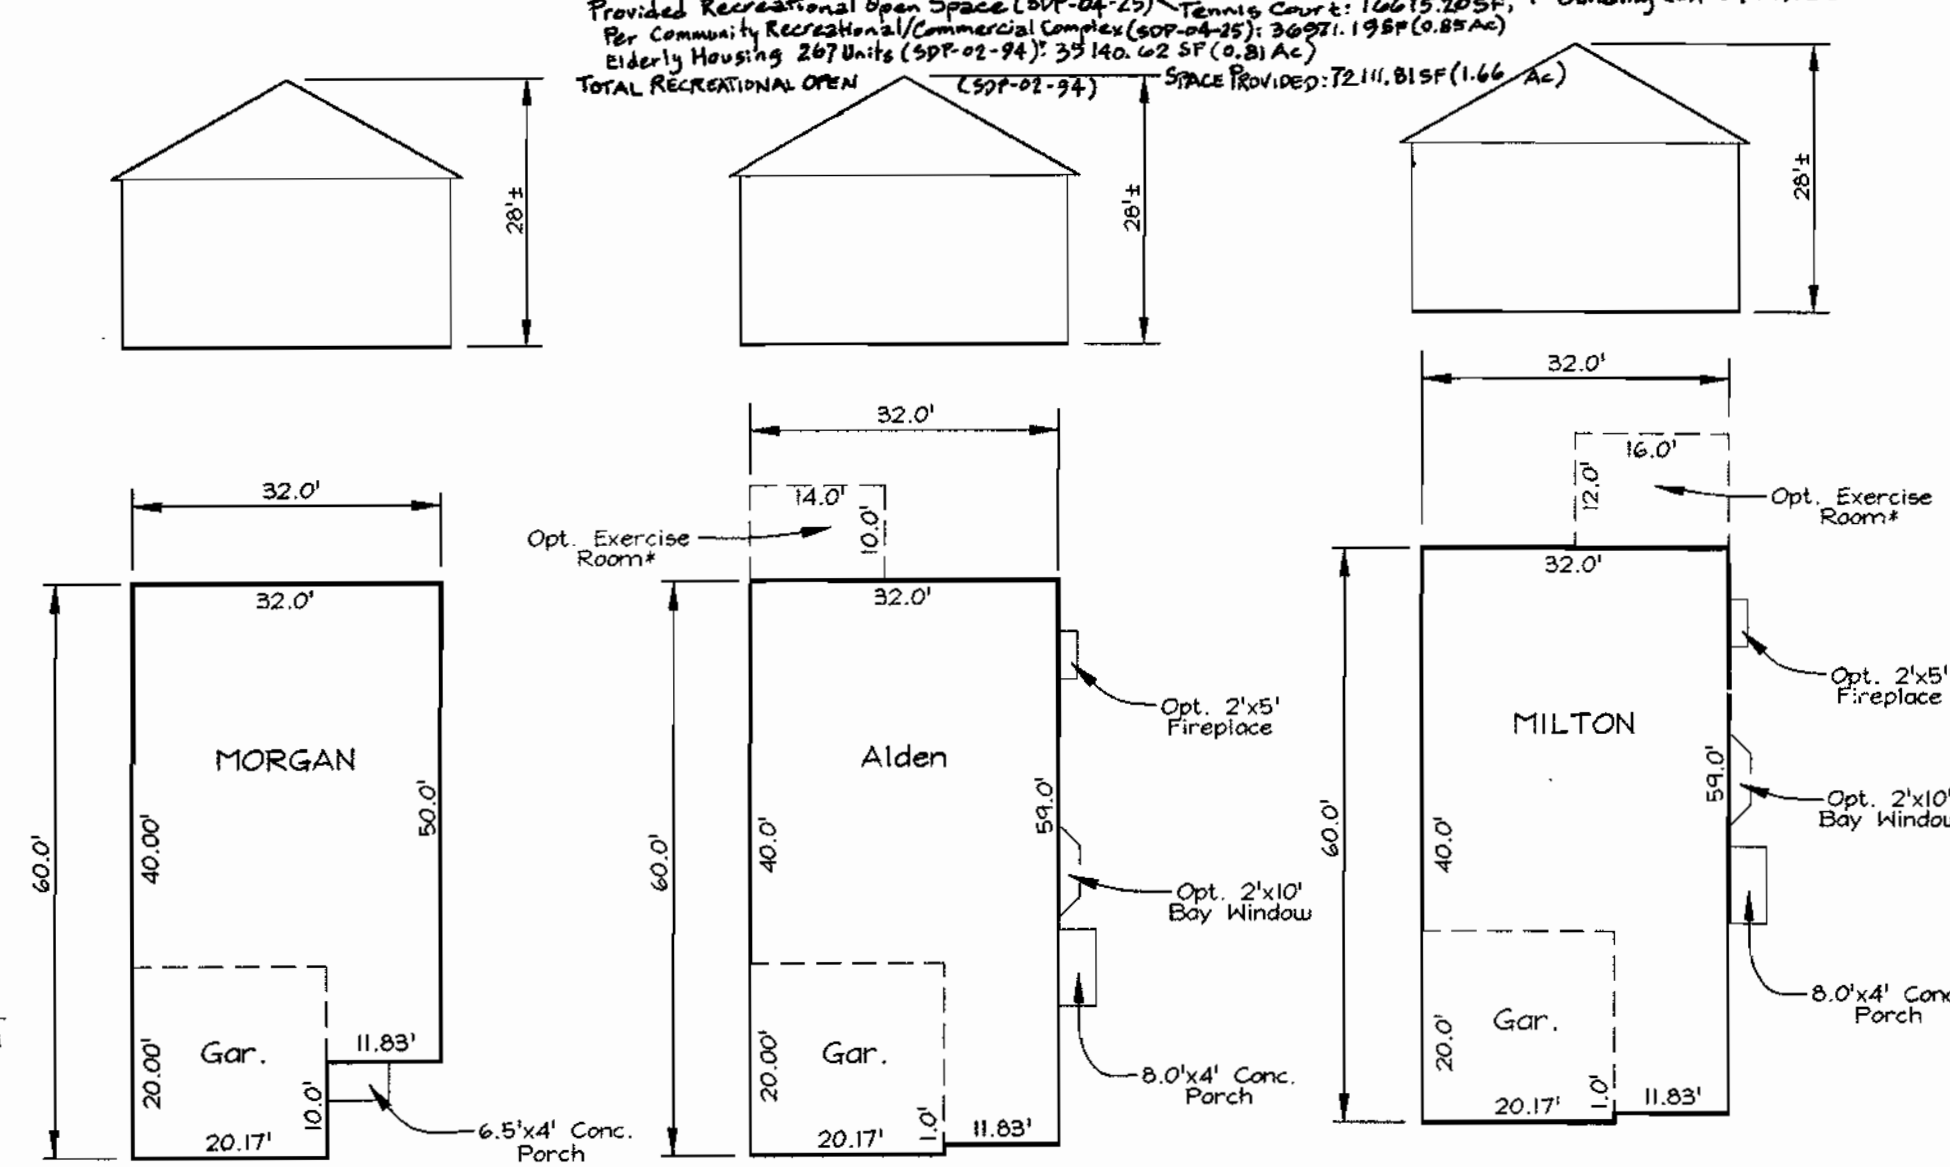 Provided Recreational Open Space (SDP-04-25) Tennis Court: 16615.20SF,
Per Community Recreational/Commercial Complex (SDP-04-25): 36971.19SF (0.85Ac)
Elderly Housing 267 Units (SDP-02-94): 35140.62 SF (0.81 Ac)
TOTAL RECREATIONAL OPEN (SDP-02-94) SPACE PROVIDED: 72111.81SF (1.66 Ac)
28'±
28'±
28'±
32.0'
60.0'
32.0'
MORGAN
40.00'
50.0'
20.00'
Gar.
11.83'
10.0'
20.17'
6.5'x4' Conc.
Porch
32.0'
14.0'
10.0'
Opt. Exercise
Room*
60.0'
32.0'
Alden
40.0'
59.0'
Opt. 2'x5'
Fireplace
Opt. 2'x10'
Bay Window
20.00'
Gar.
8.0'x4' Conc.
Porch
20.17'
1.0'
11.83'
32.0'
16.0'
12.0'
Opt. Exercise
Room*
60.0'
32.0'
MILTON
40.0'
59.0'
Opt. 2'x5'
Fireplace
Opt. 2'x10'
Bay Window
20.0'
Gar.
8.0'x4' Conc
Porch
20.17'
1.0'
11.83'